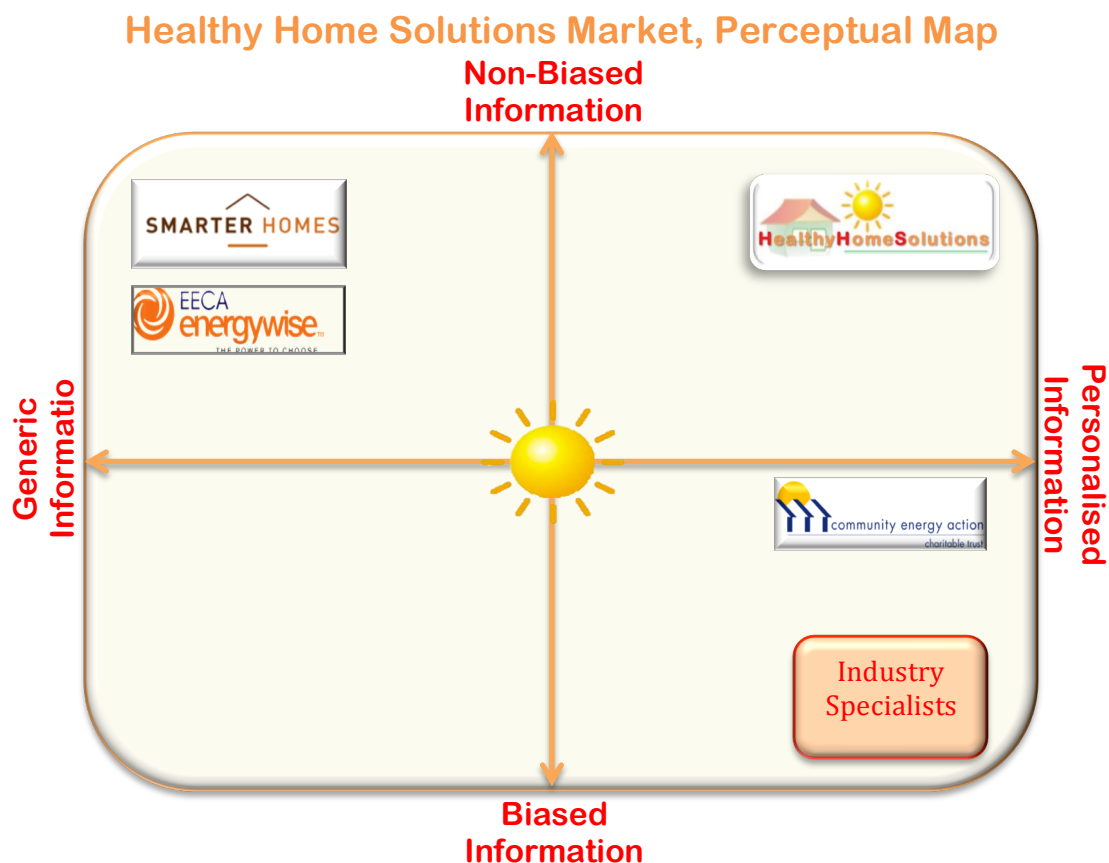 Healthy Home Solutions Market, Perceptual Map
Non-Biased
Information
SMARTER HOMES
HealthyHomeSolutions
EECA
energywise™
THE POWER TO CHOOSE
Generic
Informatio
Personalised
Information
community energy action
charitable trust
Industry
Specialists
Biased
Information